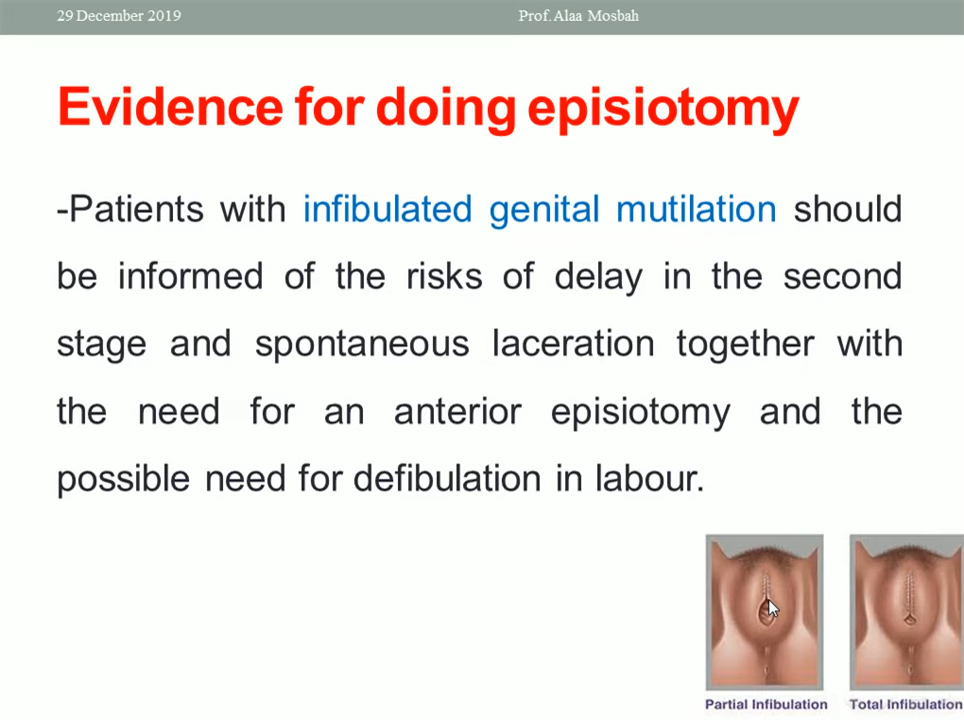 29 December 2019
Prof. Alaa Mosbah
Evidence for doing episiotomy
-Patients with infibulated genital mutilation should
be informed of the risks of delay in the second
stage and spontaneous laceration together with
the need for an anterior episiotomy and the
possible need for defibulation in labour.
Partial Infibulation
Total Infibulation